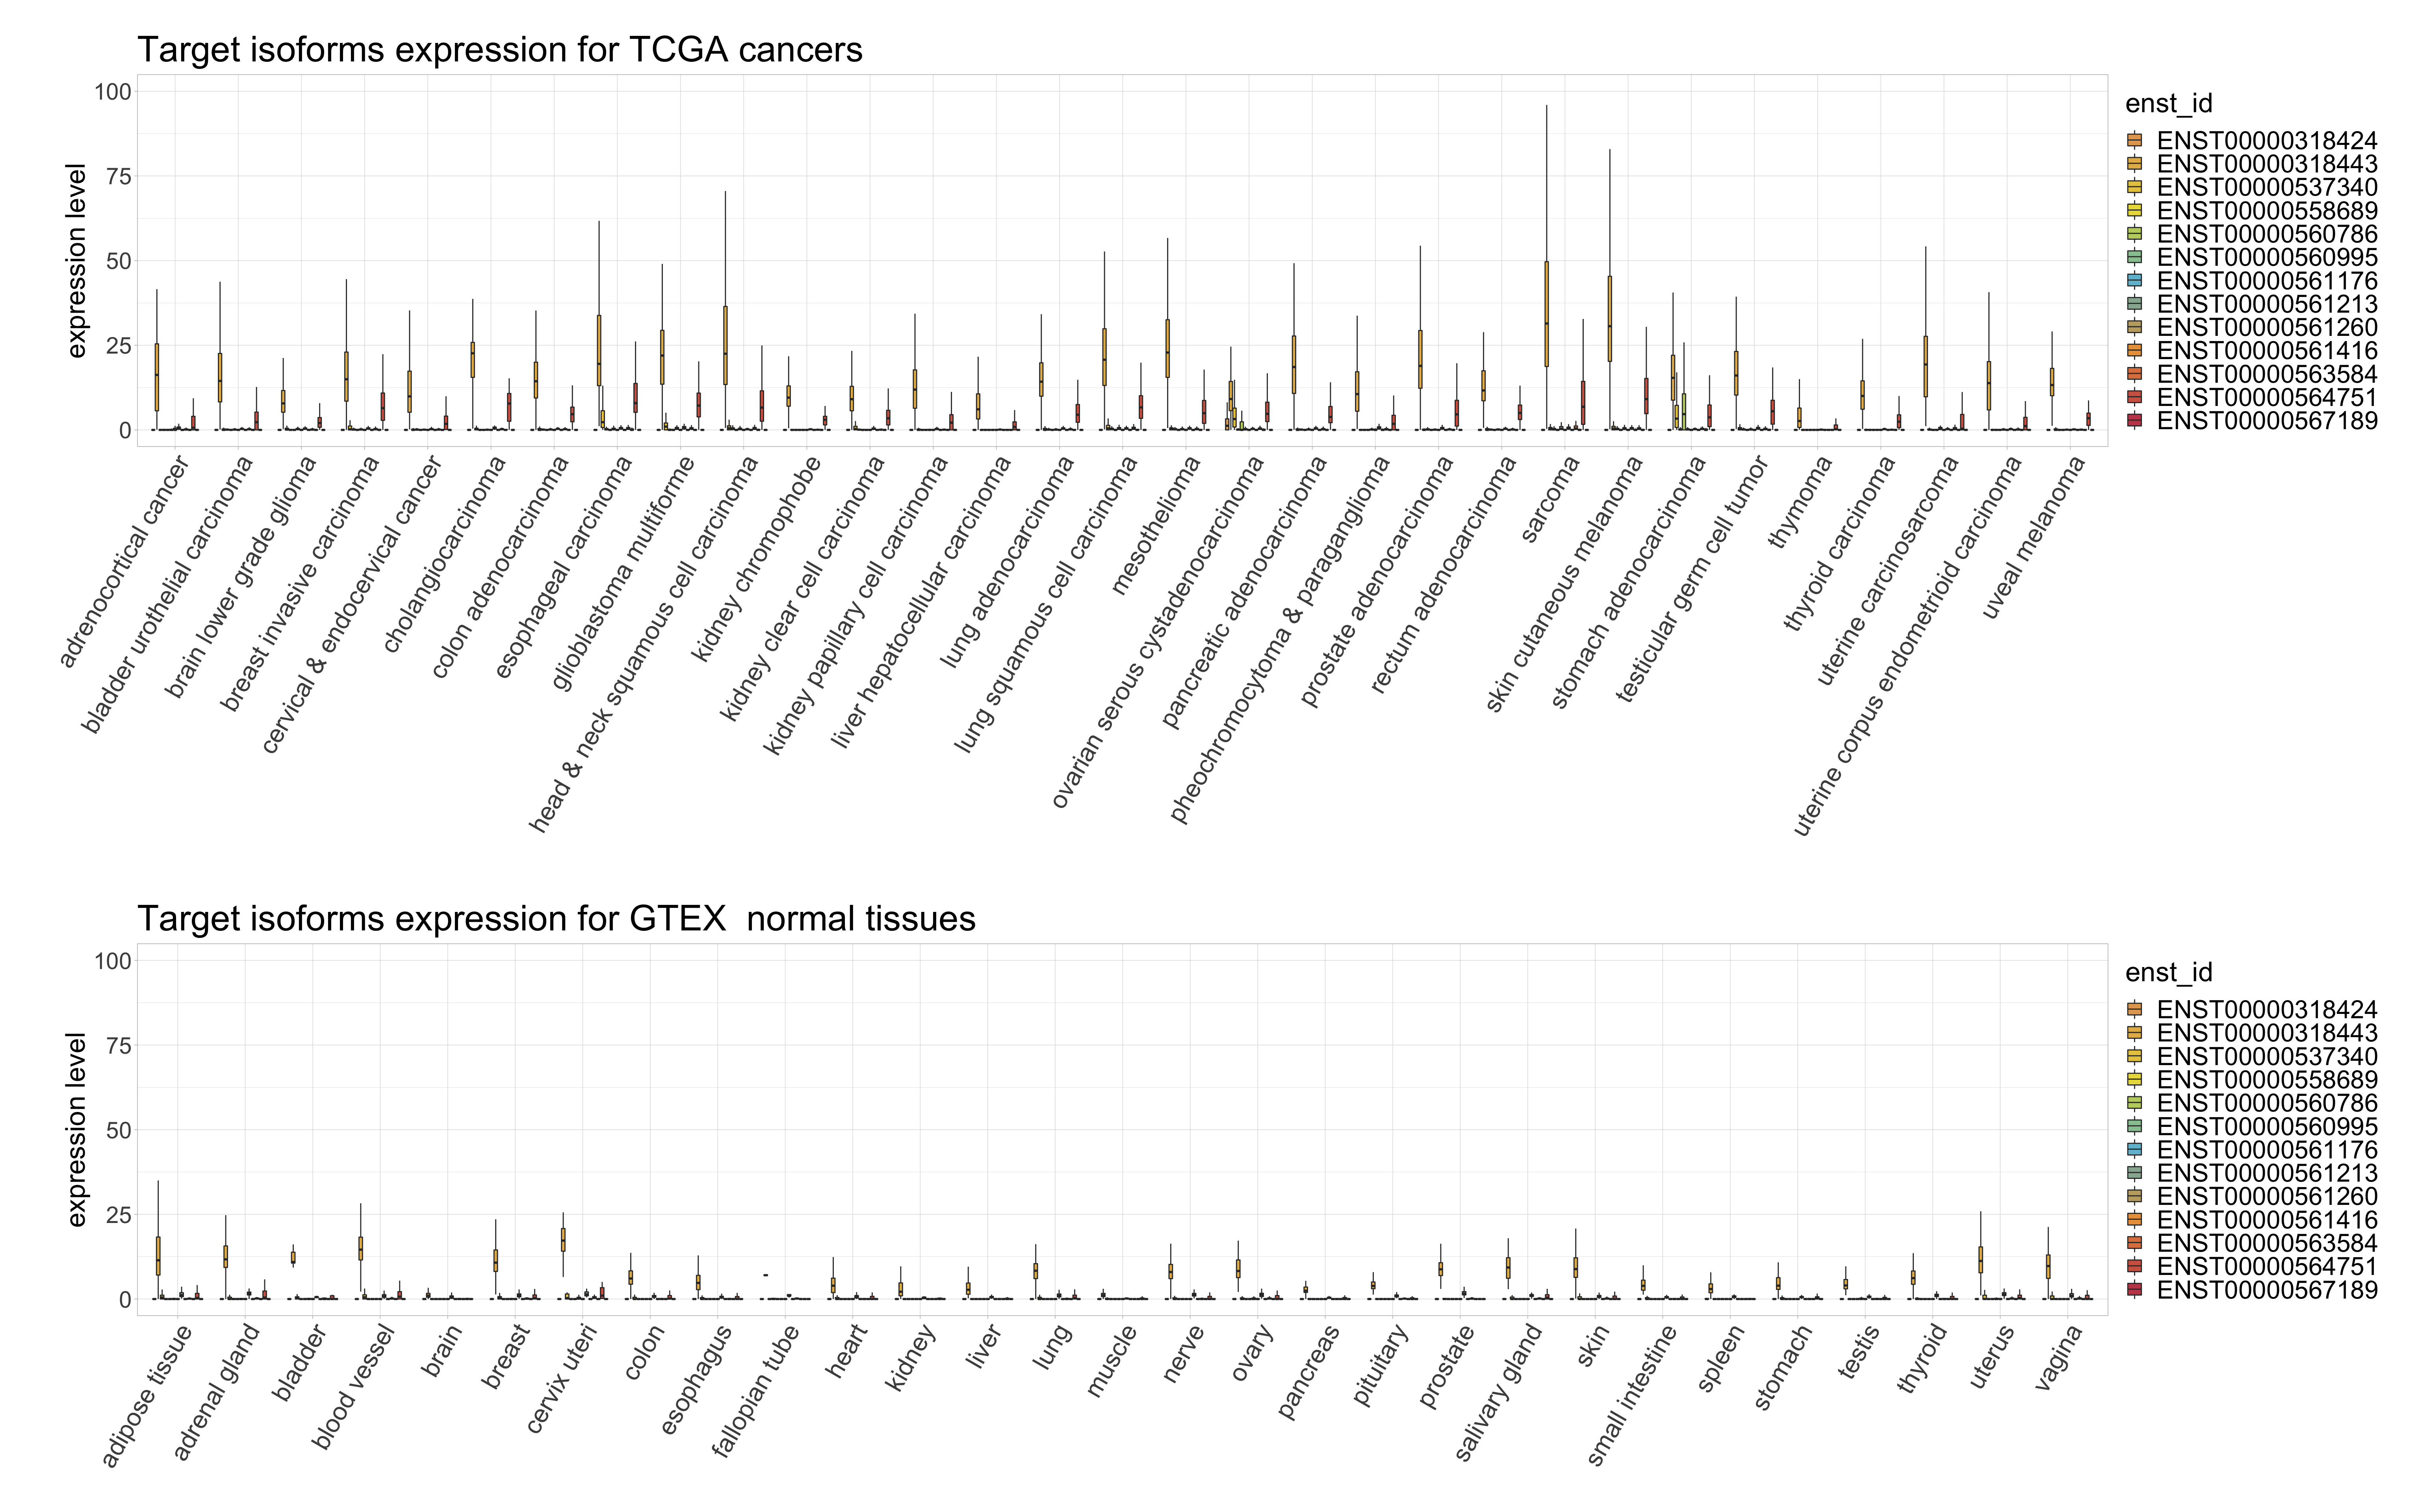 Target isoforms expression for TCGA cancers
expression level
100
75
50
25
0
adrenocortical cancer
bladder urothelial carcinoma
brain lower grade glioma
breast invasive carcinoma
cervical & endocervical cancer
cholangiocarcinoma
colon adenocarcinoma
esophageal carcinoma
glioblastoma multiforme
head & neck squamous cell carcinoma
kidney chromophobe
kidney clear cell carcinoma
kidney papillary cell carcinoma
liver hepatocellular carcinoma
lung adenocarcinoma
lung squamous cell carcinoma
mesothelioma
ovarian serous cystadenocarcinoma
pancreatic adenocarcinoma
pheochromocytoma & paraganglioma
prostate adenocarcinoma
rectum adenocarcinoma
sarcoma
skin cutaneous melanoma
stomach adenocarcinoma
testicular germ cell tumor
thymoma
thyroid carcinoma
uterine carcinosarcoma
uterine corpus endometrioid carcinoma
uveal melanoma
enst_id
ENST00000318424
ENST00000318443
ENST00000537340
ENST00000558689
ENST00000560786
ENST00000560995
ENST00000561176
ENST00000561213
ENST00000561260
ENST00000561416
ENST00000563584
ENST00000564751
ENST00000567189
Target isoforms expression for GTEX  normal tissues
expression level
100
75
50
25
0
adipose tissue
adrenal gland
bladder
blood vessel
brain
breast
cervix uteri
colon
esophagus
fallopian tube
heart
kidney
liver
lung
muscle
nerve
ovary
pancreas
pituitary
prostate
salivary gland
skin
small intestine
spleen
stomach
testis
thyroid
uterus
vagina
enst_id
ENST00000318424
ENST00000318443
ENST00000537340
ENST00000558689
ENST00000560786
ENST00000560995
ENST00000561176
ENST00000561213
ENST00000561260
ENST00000561416
ENST00000563584
ENST00000564751
ENST00000567189